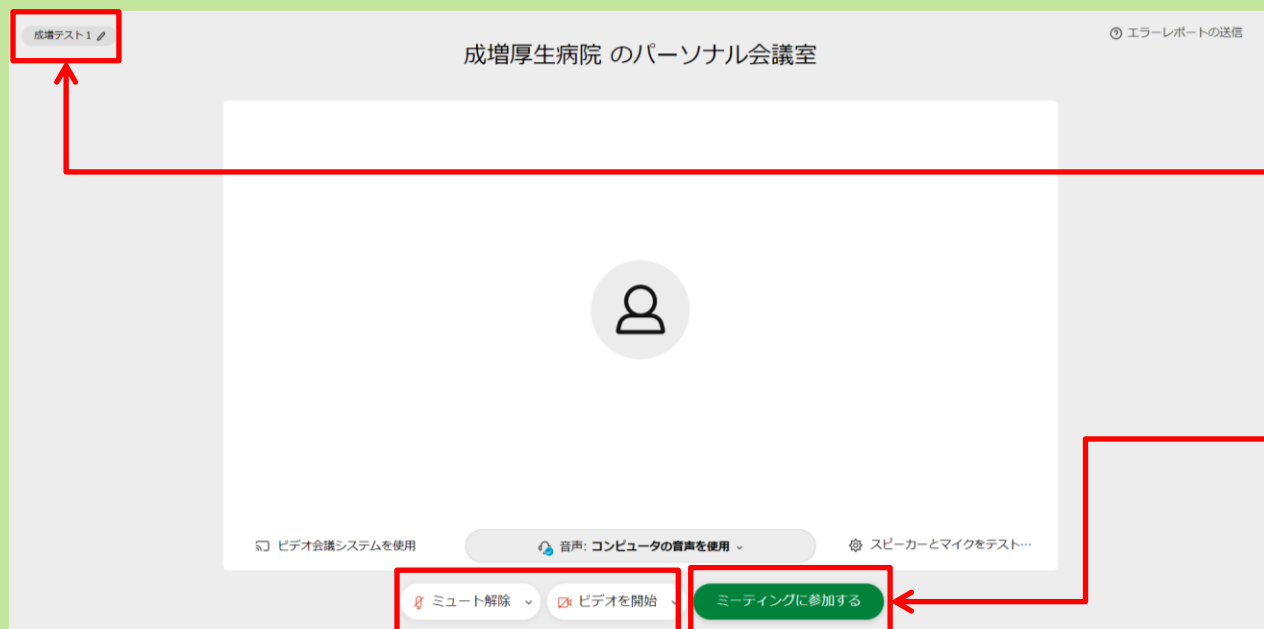 成増テスト１
エラーレポートの送信
成増厚生病院 のパーソナル会議室
ビデオ会議システムを使用
音声: コンピュータの音声を使用
スピーカーとマイクをテスト…
ミュート解除
ビデオを開始
ミーティングに参加する